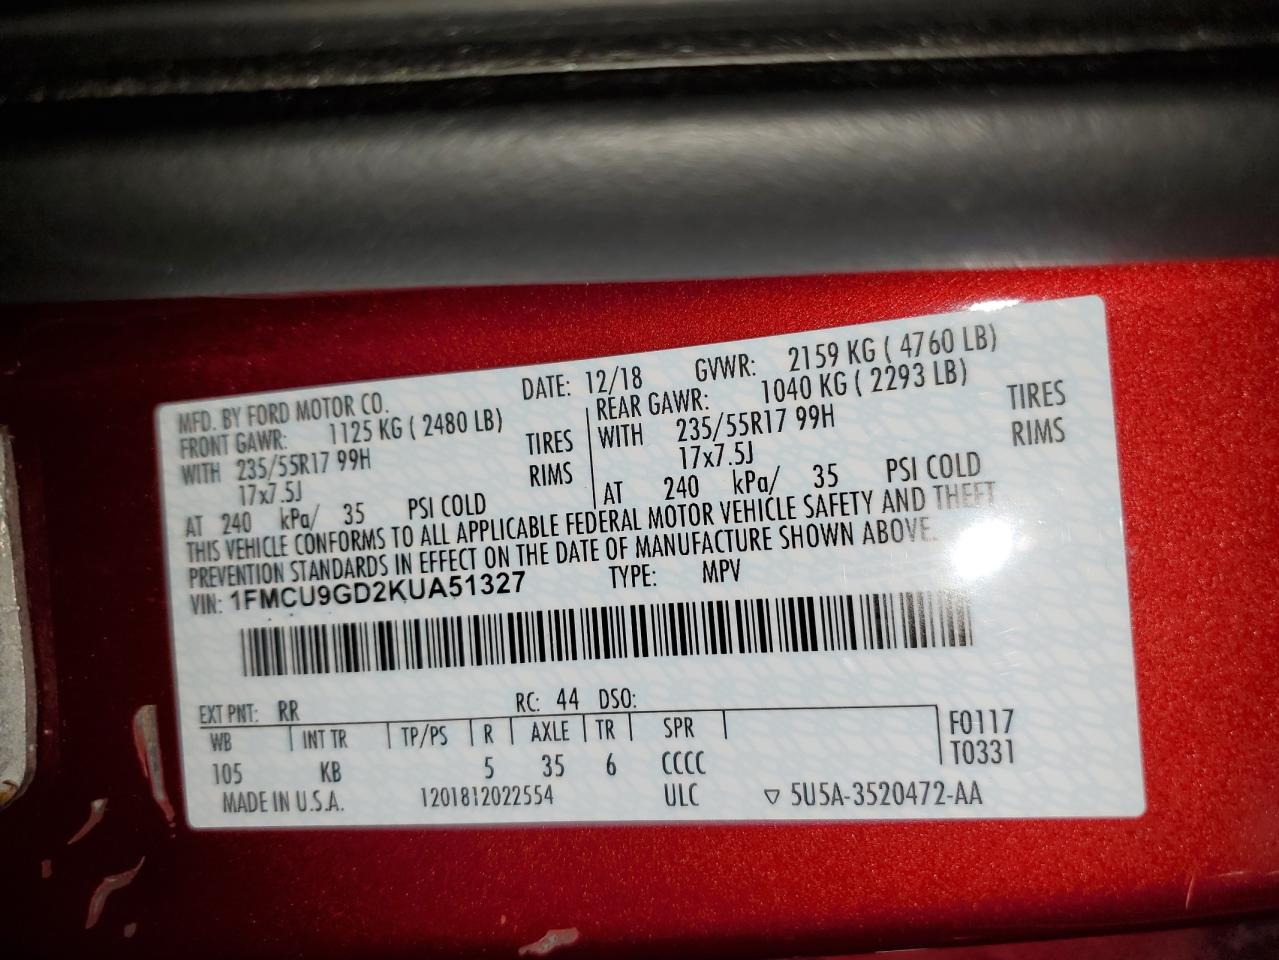 MFD. BY FORD MOTOR CO. DATE: 12/18 GVWR: 2159 KG ( 4760 LB)
FRONT GAWR: 1125 KG ( 2480 LB) REAR GAWR: 1040 KG ( 2293 LB)
WITH 235/55R17 99H TIRES WITH 235/55R17 99H TIRES
17x7.5J RIMS 17x7.5J RIMS
AT 240 kPa/ 35 PSI COLD AT 240 kPa/ 35 PSI COLD
THIS VEHICLE CONFORMS TO ALL APPLICABLE FEDERAL MOTOR VEHICLE SAFETY AND THEFT
PREVENTION STANDARDS IN EFFECT ON THE DATE OF MANUFACTURE SHOWN ABOVE.
VIN: 1FMCU9GD2KUA51327 TYPE: MPV
EXT PNT: RR RC: 44 DSO:
WB INT TR TP/PS R AXLE TR SPR F0117
105 KB 5 35 6 CCCC T0331
MADE IN U.S.A. 1201812022554 ULC ▽ 5U5A-3520472-AA